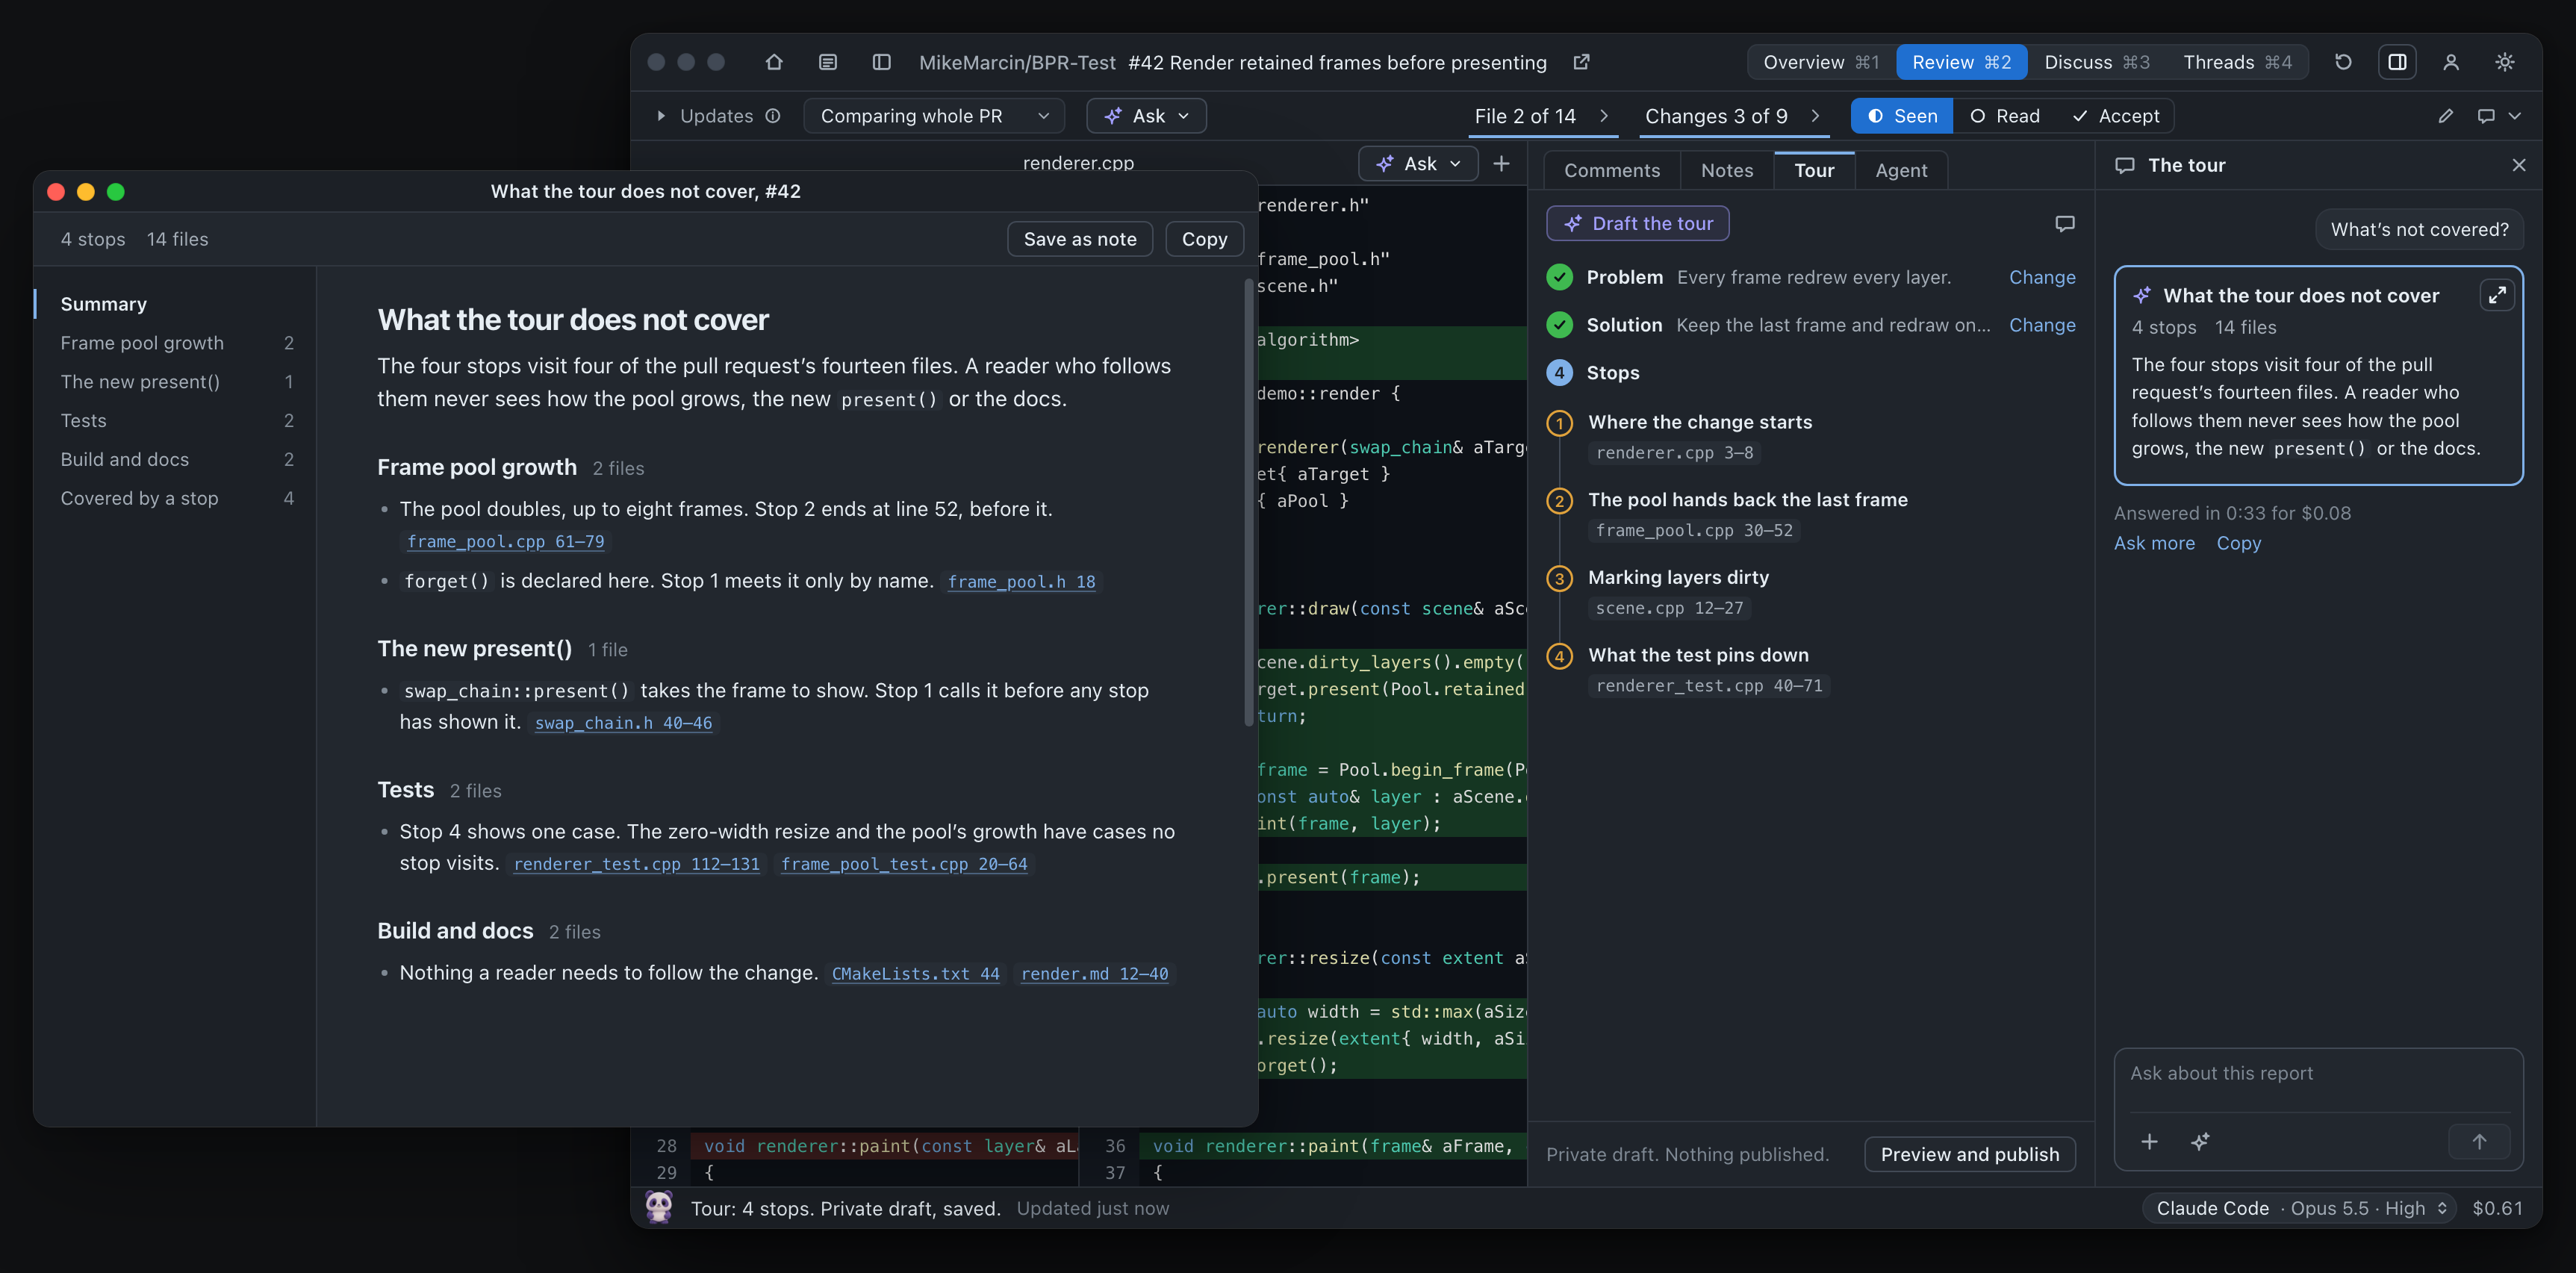 MikeMarcin/BPR-Test #42 Render retained frames before presenting
Overview ⌘1 Review ⌘2 Discuss ⌘3 Threads ⌘4
Updates Comparing whole PR Ask
File 2 of 14 Changes 3 of 9 Seen Read Accept
renderer.cpp Ask
What the tour does not cover, #42
4 stops 14 files
Save as note Copy
Summary
Frame pool growth 2
The new present() 1
Tests 2
Build and docs 2
Covered by a stop 4
What the tour does not cover
The four stops visit four of the pull request’s fourteen files. A reader who follows
them never sees how the pool grows, the new present() or the docs.
Frame pool growth 2 files
• The pool doubles, up to eight frames. Stop 2 ends at line 52, before it.
frame_pool.cpp 61–79
• forget() is declared here. Stop 1 meets it only by name. frame_pool.h 18
The new present() 1 file
• swap_chain::present() takes the frame to show. Stop 1 calls it before any stop
has shown it. swap_chain.h 40–46
Tests 2 files
• Stop 4 shows one case. The zero-width resize and the pool’s growth have cases no
stop visits. renderer_test.cpp 112–131 frame_pool_test.cpp 20–64
Build and docs 2 files
• Nothing a reader needs to follow the change. CMakeLists.txt 44 render.md 12–40
renderer.h"
frame_pool.h"
scene.h"
algorithm>
demo::render {
renderer(swap_chain& aTarg
et{ aTarget }
{ aPool }
rer::draw(const scene& aSc
cene.dirty_layers().empty(
rget.present(Pool.retained
turn;
frame = Pool.begin_frame(P
onst auto& layer : aScene.
int(frame, layer);
.present(frame);
rer::resize(const extent a
auto width = std::max(aSiz
.resize(extent{ width, aSi
orget();
28 void renderer::paint(const layer& aL
29 {
36 void renderer::paint(frame& aFrame,
37 {
Comments Notes Tour Agent
Draft the tour
Problem Every frame redrew every layer. Change
Solution Keep the last frame and redraw on... Change
4 Stops
1 Where the change starts
renderer.cpp 3–8
2 The pool hands back the last frame
frame_pool.cpp 30–52
3 Marking layers dirty
scene.cpp 12–27
4 What the test pins down
renderer_test.cpp 40–71
Private draft. Nothing published. Preview and publish
The tour
What’s not covered?
What the tour does not cover
4 stops 14 files
The four stops visit four of the pull
request’s fourteen files. A reader who
follows them never sees how the pool
grows, the new present() or the docs.
Answered in 0:33 for $0.08
Ask more Copy
Ask about this report
Tour: 4 stops. Private draft, saved. Updated just now
Claude Code · Opus 5.5 · High $0.61